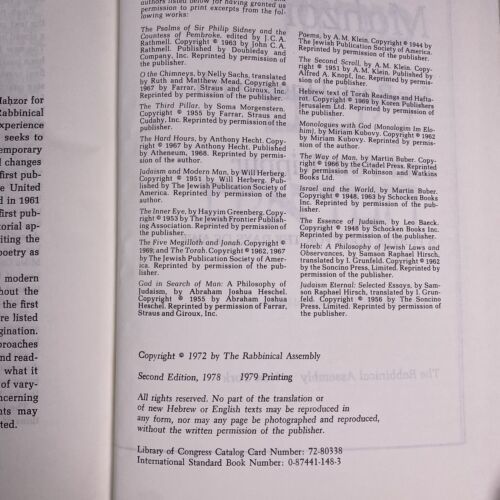 authors listed below for having granted us
permission to print excerpts from the fol-
lowing works:
The Psalms of Sir Philip Sidney and the
Countess of Pembroke, edited by J.C.A.
Rathmell. Copyright © 1963 by John C.A.
Rathmell. Published by Doubleday and
Company, Inc. Reprinted by permission of
the publisher.
O the Chimneys, by Nelly Sachs, translated
by Ruth and Matthew Mead. Copyright ©
1967 by Farrar, Straus and Giroux, Inc.
Reprinted by permission of the publisher.
The Third Pillar, by Soma Morgenstern.
Copyright © 1955 by Farrar, Straus and
Cudahy, Inc. Reprinted by permission of the
publisher.
The Hard Hours, by Anthony Hecht. Copy-
right © 1967 by Anthony Hecht. Published
by Atheneum, 1968. Reprinted by permis-
sion of the author.
Judaism and Modern Man, by Will Herberg.
Copyright © 1951 by Will Herberg. Pub-
lished by The Jewish Publication Society of
America. Reprinted by permission of the
author.
The Inner Eye, by Hayyim Greenberg. Copy-
right © 1953 by The Jewish Frontier Publish-
ing Association. Reprinted by permission of
the publisher.
The Five Megilloth and Jonah. Copyright ©
1969; and The Torah. Copyright © 1962, 1967
by The Jewish Publication Society of Amer-
ica. Reprinted by permission of the pub-
lisher.
God in Search of Man: A Philosophy of
Judaism, by Abraham Joshua Heschel.
Copyright © 1955 by Abraham Joshua
Heschel. Reprinted by permission of Farrar,
Straus and Giroux, Inc.
Poems, by A. M. Klein. Copyright © 1944 by
The Jewish Publication Society of America.
Reprinted by permission of the publisher.
The Second Scroll, by A. M. Klein. Copy-
right © 1951 by A. M. Klein. Published by
Alfred A. Knopf, Inc. Reprinted by permis-
sion of the publisher.
Hebrew text of Torah Readings and Hafta-
rot. Copyright © 1969 by Koren Publishers
Jerusalem Ltd. Reprinted by permission of
the publisher.
Monologues with God (Monologim Im Elo-
him), by Miriam Kubovy. Copyright © 1962
by Miriam Kubovy. Reprinted by permis-
sion of the author.
The Way of Man, by Martin Buber. Copy-
right © 1966 by the Citadel Press. Reprinted
by permission of Robinson and Watkins
Books Ltd.
Israel and the World, by Martin Buber.
Copyright © 1948, 1963 by Schocken Books
Inc. Reprinted by permission of the pub-
lisher.
The Essence of Judaism, by Leo Baeck.
Copyright © 1948 by Schocken Books Inc.
Reprinted by permission of the publisher.
Horeb: A Philosophy of Jewish Laws and
Observances, by Samson Raphael Hirsch,
translated by I. Grunfeld. Copyright © 1962
by the Soncino Press, Limited. Reprinted by
permission of the publisher.
Judaism Eternal: Selected Essays, by Sam-
son Raphael Hirsch, translated by I. Grun-
feld. Copyright © 1956 by The Soncino
Press, Limited. Reprinted by permission of
the publisher.
Copyright © 1972 by The Rabbinical Assembly
Second Edition, 1978 1979 Printing
All rights reserved. No part of the translation or
of new Hebrew or English texts may be reproduced in
any form, nor may any page be photographed and reproduced,
without the written permission of the publisher.
Library of Congress Catalog Card Number: 72-80338
International Standard Book Number: 0-87441-148-3
Mahzor for
Rabbinical
experience
seeks to
temporary
changes
first pub-
e United
d in 1961
first pub-
torial ap-
iting the
poetry as
modern
hout the
the first
re listed
gination.
proaches
nd read-
what it
of vary-
ncerning
nts may
ted.